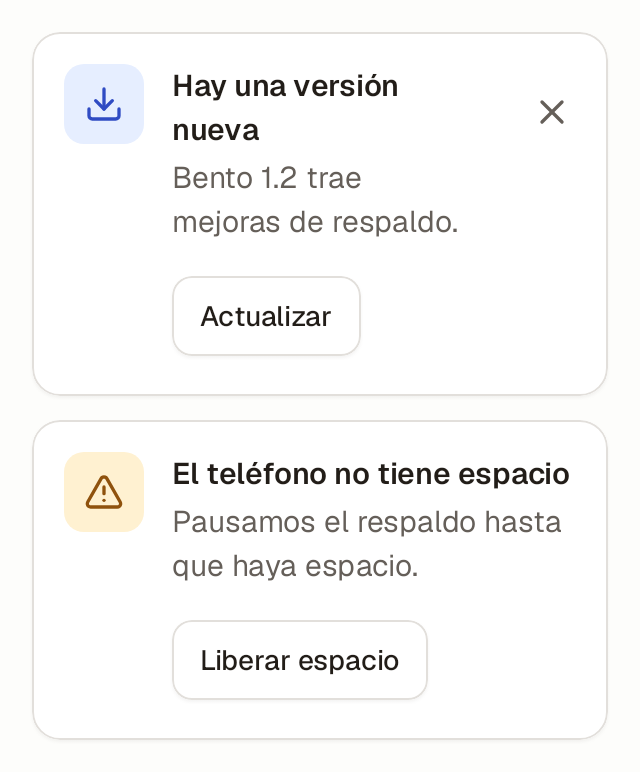 Hay una versión
nueva
Bento 1.2 trae
mejoras de respaldo.
Actualizar
El teléfono no tiene espacio
Pausamos el respaldo hasta
que haya espacio.
Liberar espacio